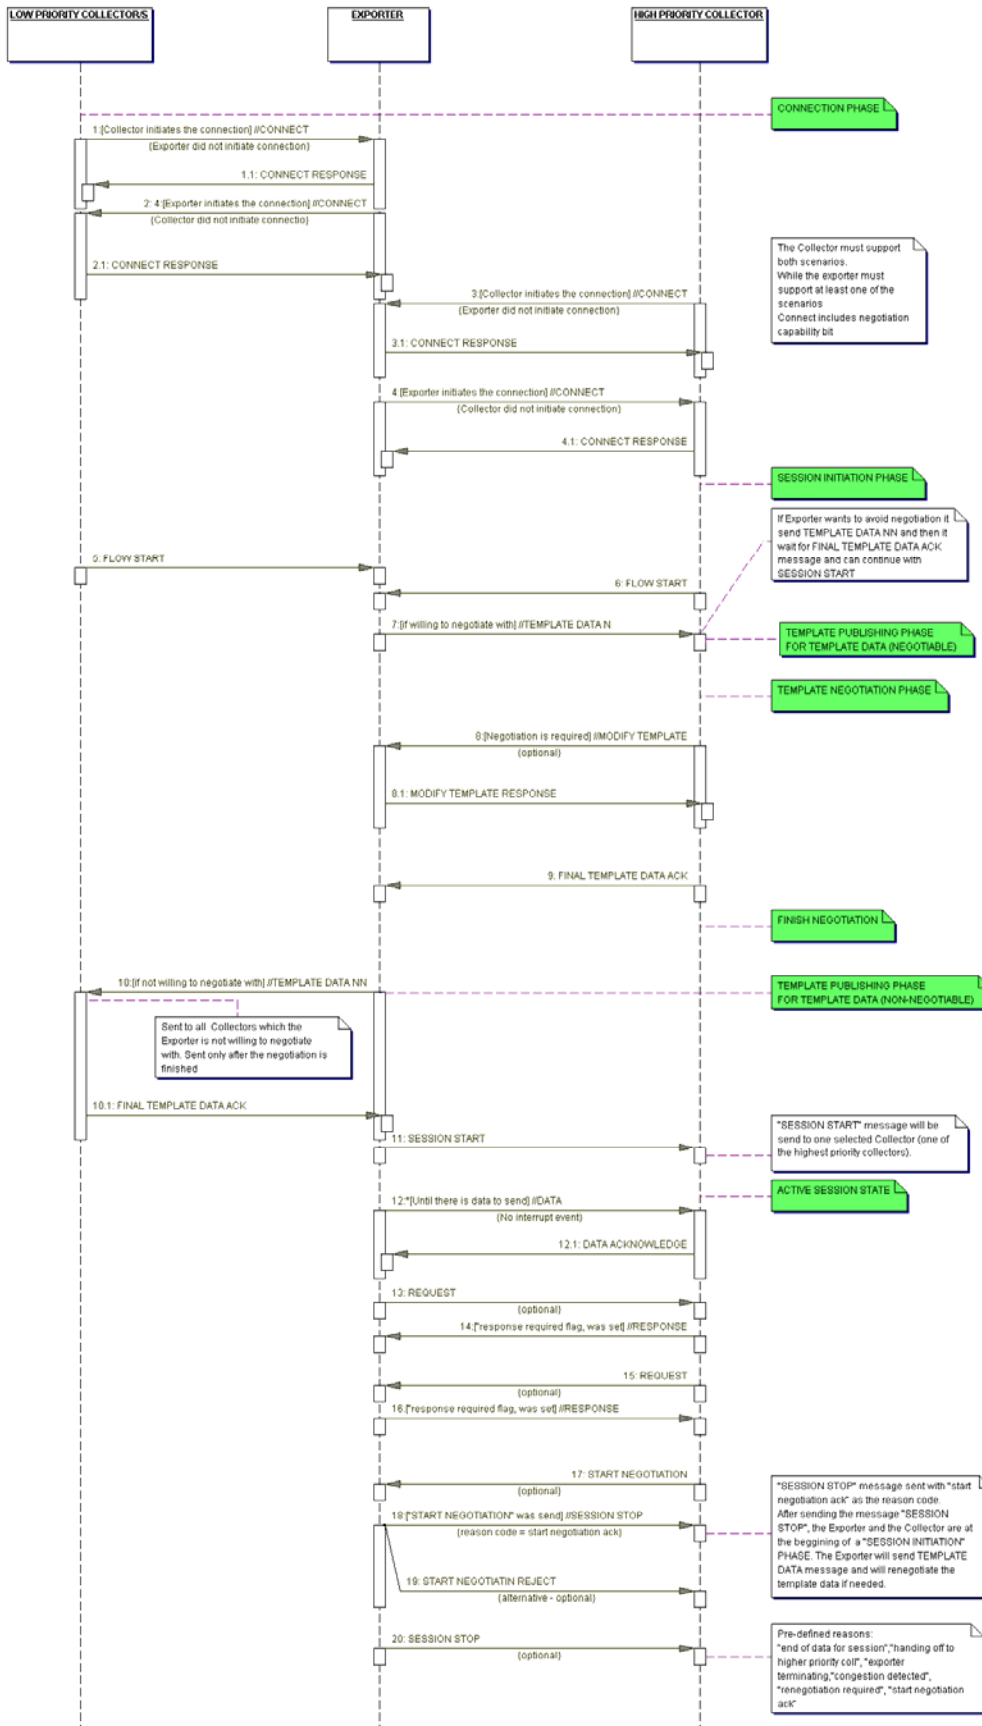 LOW PRIORITY COLLECTOR/S
EXPORTER
HIGH PRIORITY COLLECTOR
CONNECTION PHASE
1:[Collector initiates the connection] //CONNECT
(Exporter did not initiate connection)
1.1: CONNECT RESPONSE
2: 4:[Exporter initiates the connection] //CONNECT
(Collector did not initiate connectio)
2.1: CONNECT RESPONSE
The Collector must support
both scenarios.
While the exporter must
support at least one of the
scenarios
Connect includes negotiation
capability bit
3:[Collector initiates the connection] //CONNECT
(Exporter did not initiate connection)
3.1: CONNECT RESPONSE
4:[Exporter initiates the connection] //CONNECT
(Collector did not initiate connection)
4.1: CONNECT RESPONSE
SESSION INITIATION PHASE
If Exporter wants to avoid negotiation it
send TEMPLATE DATA NN and then it
wait for FINAL TEMPLATE DATA ACK
message and can continue with
SESSION START
5: FLOW START
6: FLOW START
7:[if willing to negotiate with] //TEMPLATE DATA N
TEMPLATE PUBLISHING PHASE
FOR TEMPLATE DATA (NEGOTIABLE)
TEMPLATE NEGOTIATION PHASE
8:[Negotiation is required] //MODIFY TEMPLATE
(optional)
8.1: MODIFY TEMPLATE RESPONSE
9: FINAL TEMPLATE DATA ACK
FINISH NEGOTIATION
10:[if not willing to negotiate with] //TEMPLATE DATA NN
TEMPLATE PUBLISHING PHASE
FOR TEMPLATE DATA (NON-NEGOTIABLE)
Sent to all Collectors which the
Exporter is not willing to negotiate
with. Sent only after the negotiation is
finished
10.1: FINAL TEMPLATE DATA ACK
11: SESSION START
"SESSION START" message will be
send to one selected Collector (one of
the highest priority collectors).
ACTIVE SESSION STATE
12:*[Until there is data to send] //DATA
(No interrupt event)
12.1: DATA ACKNOWLEDGE
13: REQUEST
(optional)
14:["response required flag, was set] //RESPONSE
15: REQUEST
(optional)
16:["response required flag, was set] //RESPONSE
17: START NEGOTIATION
(optional)
18:["START NEGOTIATION" was send] //SESSION STOP
(reason code = start negotiation ack)
"SESSION STOP" message sent with "start
negotiation ack" as the reason code.
After sending the message "SESSION
STOP", the Exporter and the Collector are at
the beggining of a "SESSION INITIATION"
PHASE. The Exporter will send TEMPLATE
DATA message and will renegotiate the
template data if needed.
19: START NEGOTIATIN REJECT
(alternative - optional)
20: SESSION STOP
(optional)
Pre-defined reasons:
"end of data for session","handing off to
higher priority coll", "exporter
terminating,"congestion detected",
"renegotiation required", "start negotiation
ack"